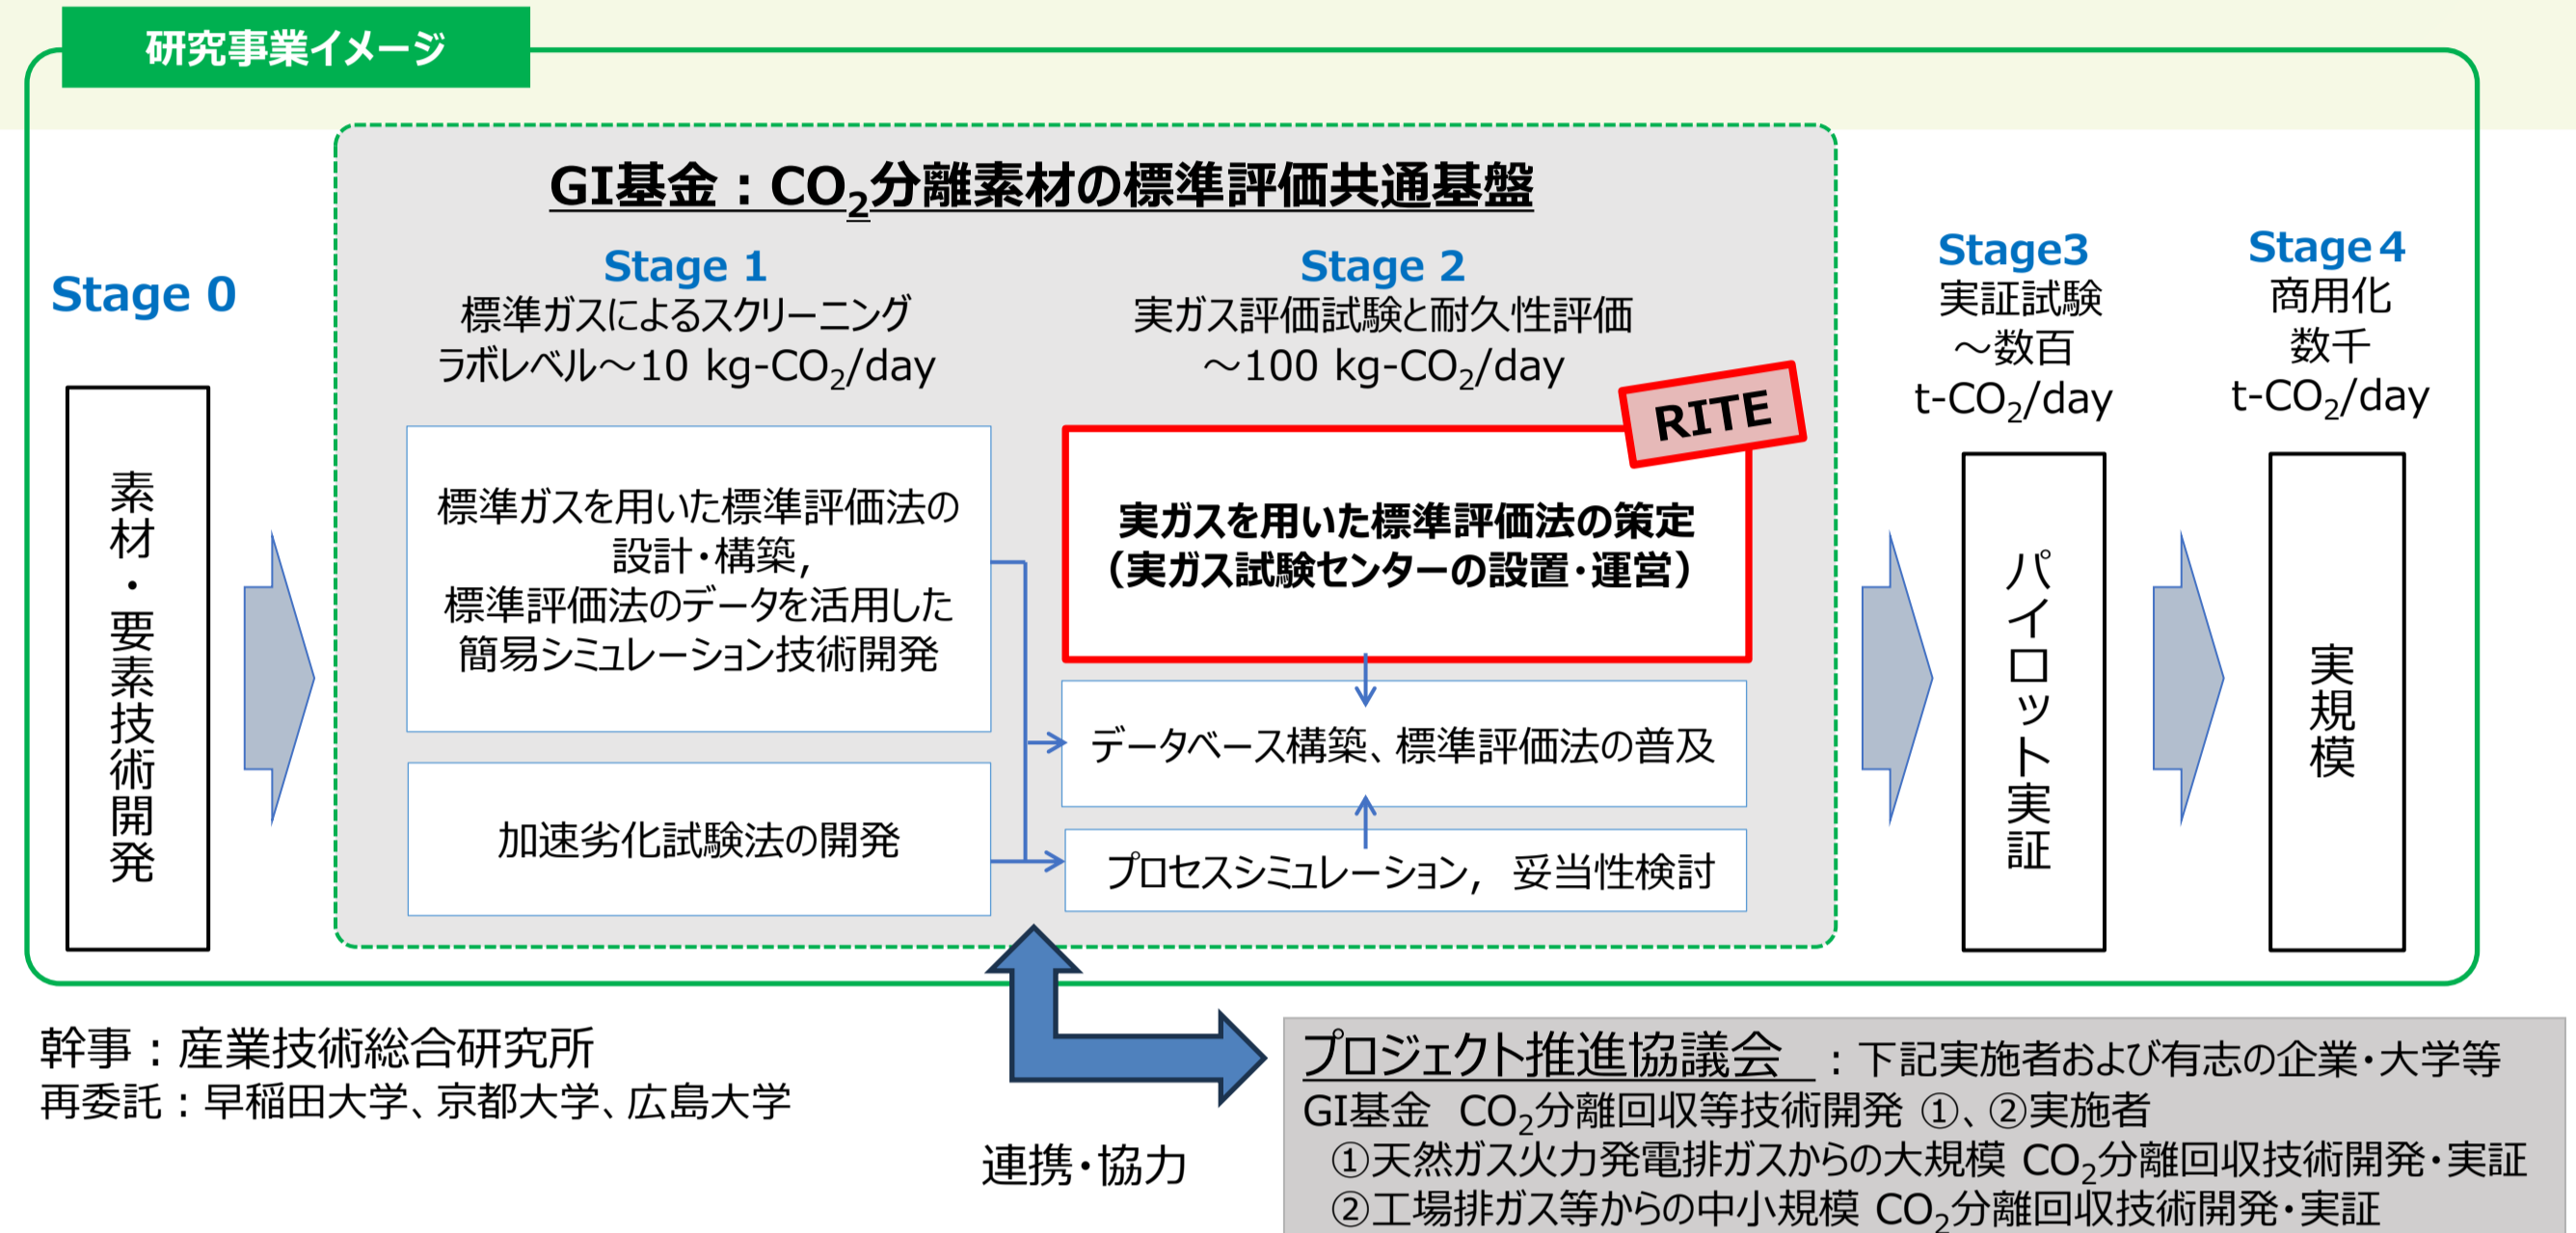 研究事業イメージ
GI基金：CO₂分離素材の標準評価共通基盤
Stage 0
素材・要素技術開発
Stage 1
標準ガスによるスクリーニング
ラボレベル～10 kg-CO₂/day
標準ガスを用いた標準評価法の
設計・構築,
標準評価法のデータを活用した
簡易シミュレーション技術開発
加速劣化試験法の開発
Stage 2
実ガス評価試験と耐久性評価
～100 kg-CO₂/day
RITE
実ガスを用いた標準評価法の策定
（実ガス試験センターの設置・運営）
データベース構築、標準評価法の普及
プロセスシミュレーション, 妥当性検討
Stage3
実証試験
～数百
t-CO₂/day
パイロット実証
Stage4
商用化
数千
t-CO₂/day
実規模
幹事：産業技術総合研究所
再委託：早稲田大学、京都大学、広島大学
連携・協力
プロジェクト推進協議会 ：下記実施者および有志の企業・大学等
GI基金 CO₂分離回収等技術開発 ①、②実施者
①天然ガス火力発電排ガスからの大規模 CO₂分離回収技術開発・実証
②工場排ガス等からの中小規模 CO₂分離回収技術開発・実証